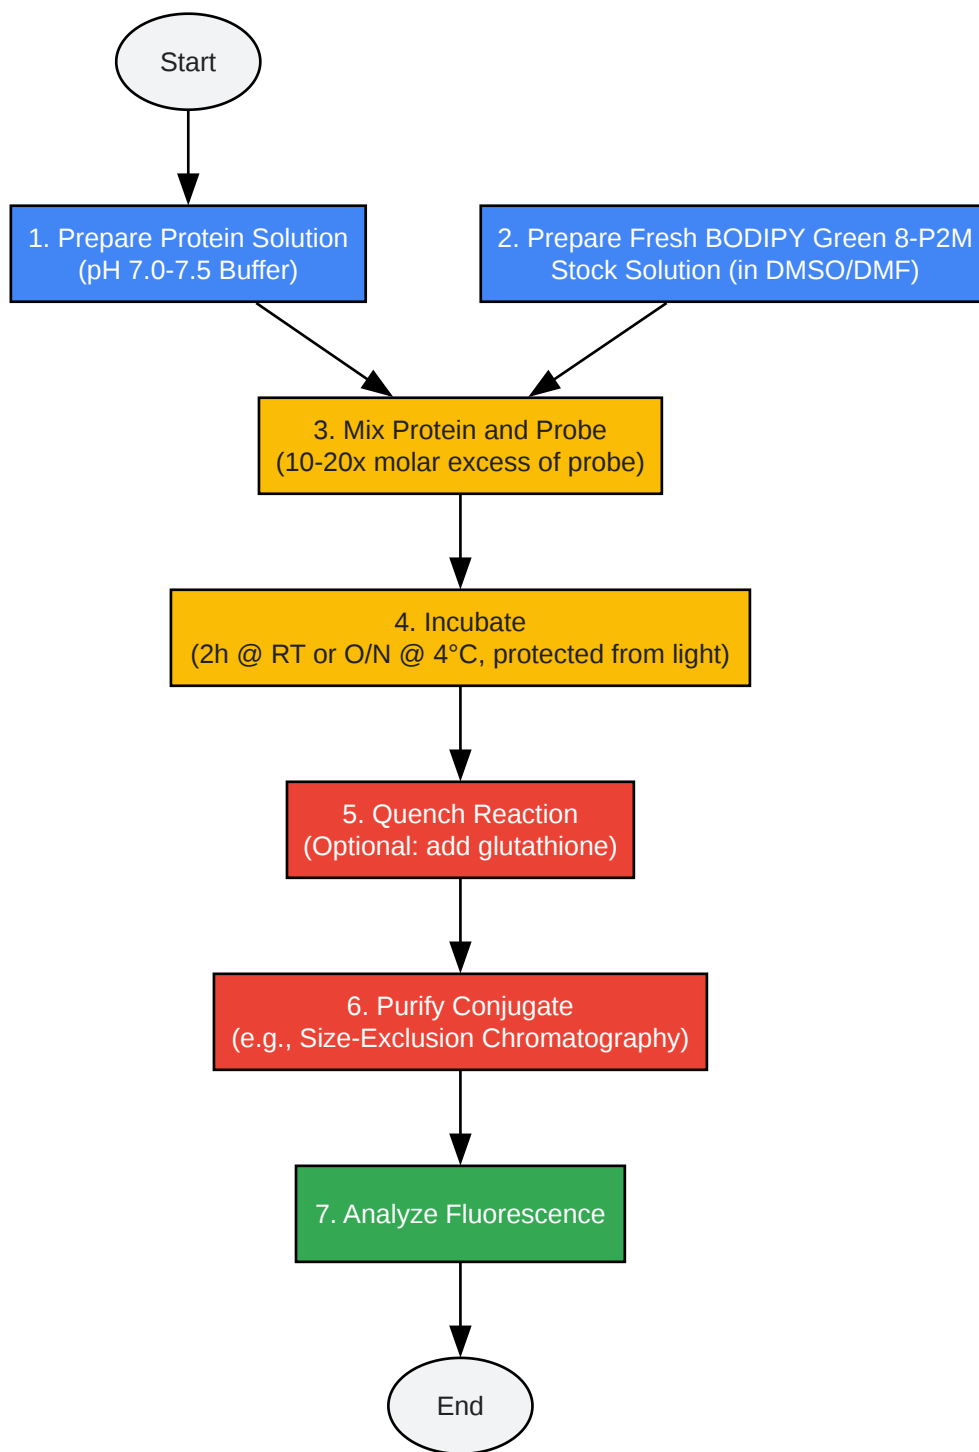 Start
1. Prepare Protein Solution
(pH 7.0-7.5 Buffer)
2. Prepare Fresh BODIPY Green 8-P2M
Stock Solution (in DMSO/DMF)
3. Mix Protein and Probe
(10-20x molar excess of probe)
4. Incubate
(2h @ RT or O/N @ 4°C, protected from light)
5. Quench Reaction
(Optional: add glutathione)
6. Purify Conjugate
(e.g., Size-Exclusion Chromatography)
7. Analyze Fluorescence
End